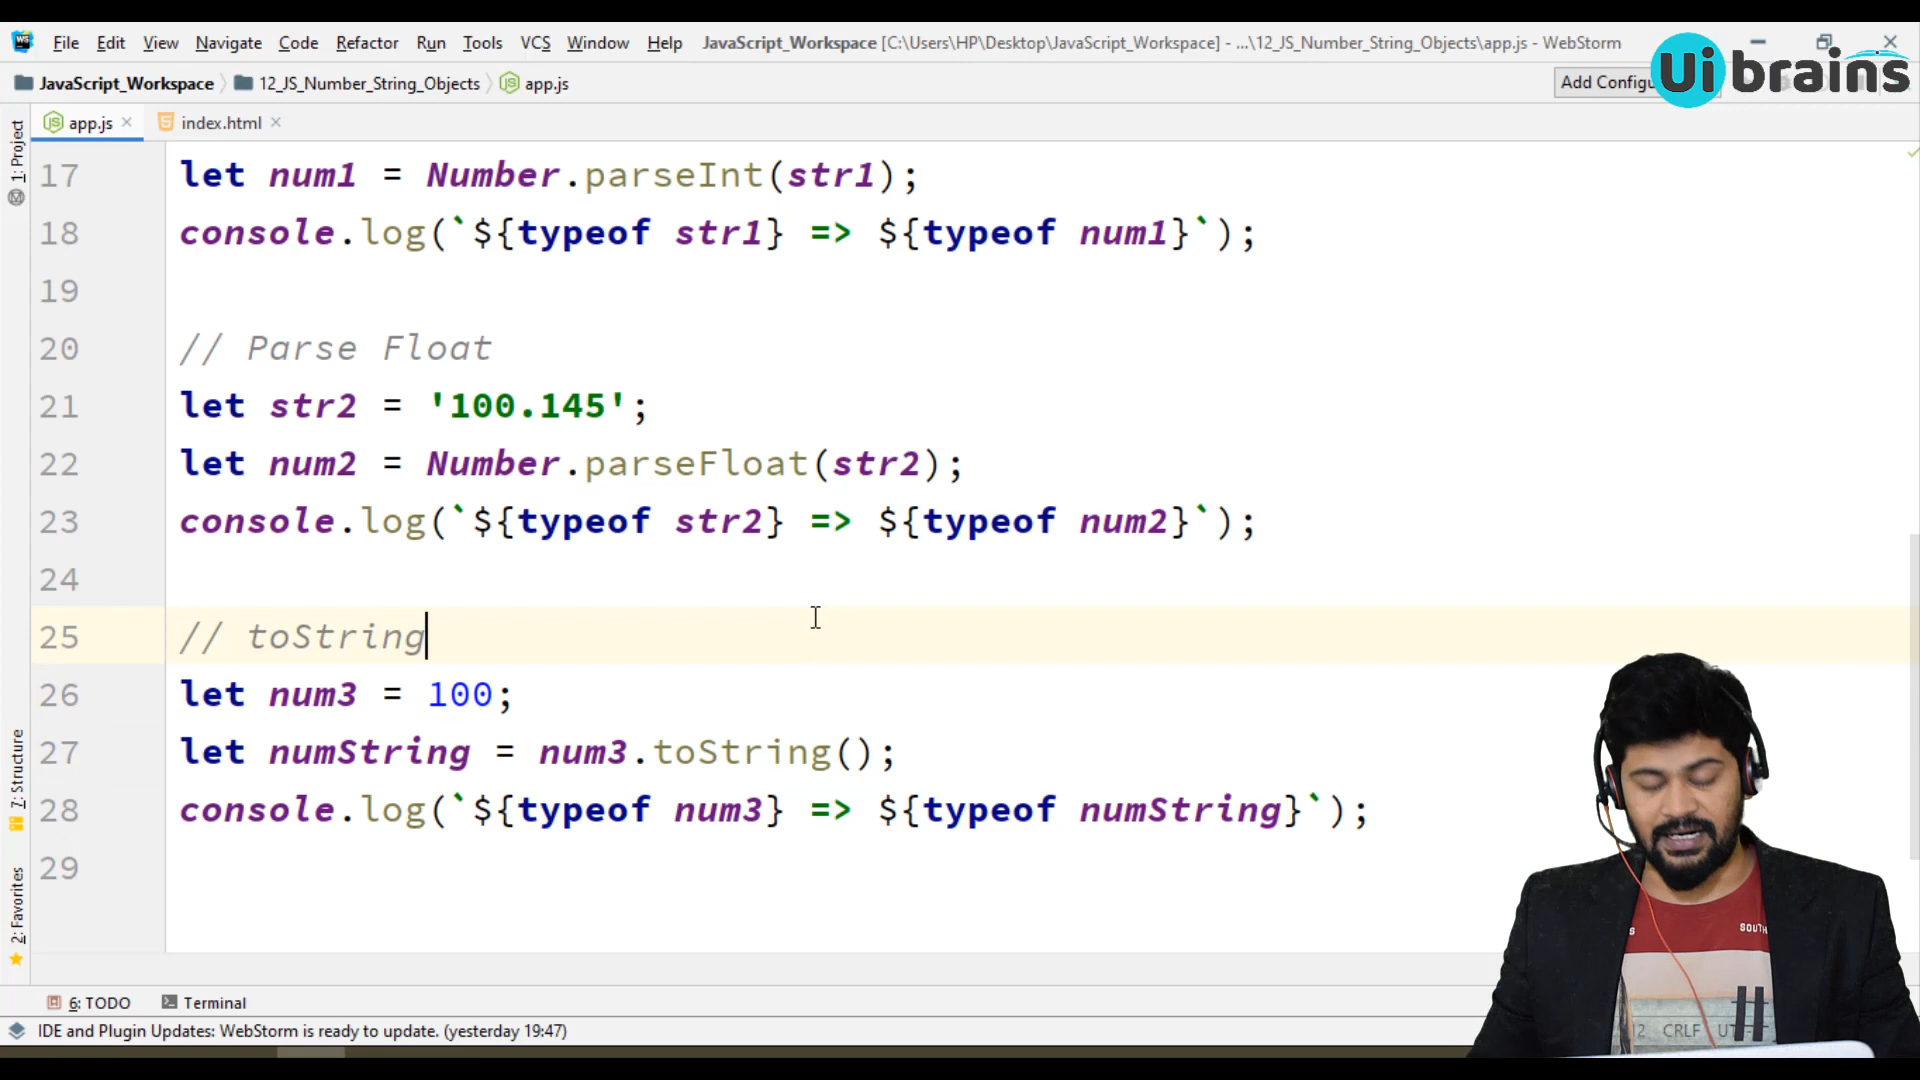 File Edit View Navigate Code Refactor Run Tools VCS Window Help JavaScript_Workspace [C:\Users\HP\Desktop\JavaScript_Workspace] - ...\12_JS_Number_String_Objects\app.js - WebStorm
JavaScript_Workspace 12_JS_Number_String_Objects app.js
Add Configu
Ui brains
app.js index.html
1: Project
17 let num1 = Number.parseInt(str1);
18 console.log(`${typeof str1} => ${typeof num1}`);
19
20 // Parse Float
21 let str2 = '100.145';
22 let num2 = Number.parseFloat(str2);
23 console.log(`${typeof str2} => ${typeof num2}`);
24
25 // toString
26 let num3 = 100;
27 let numString = num3.toString();
28 console.log(`${typeof num3} => ${typeof numString}`);
29
7: Structure
2: Favorites
SOUTH
6: TODO Terminal
IDE and Plugin Updates: WebStorm is ready to update. (yesterday 19:47)
CRLF